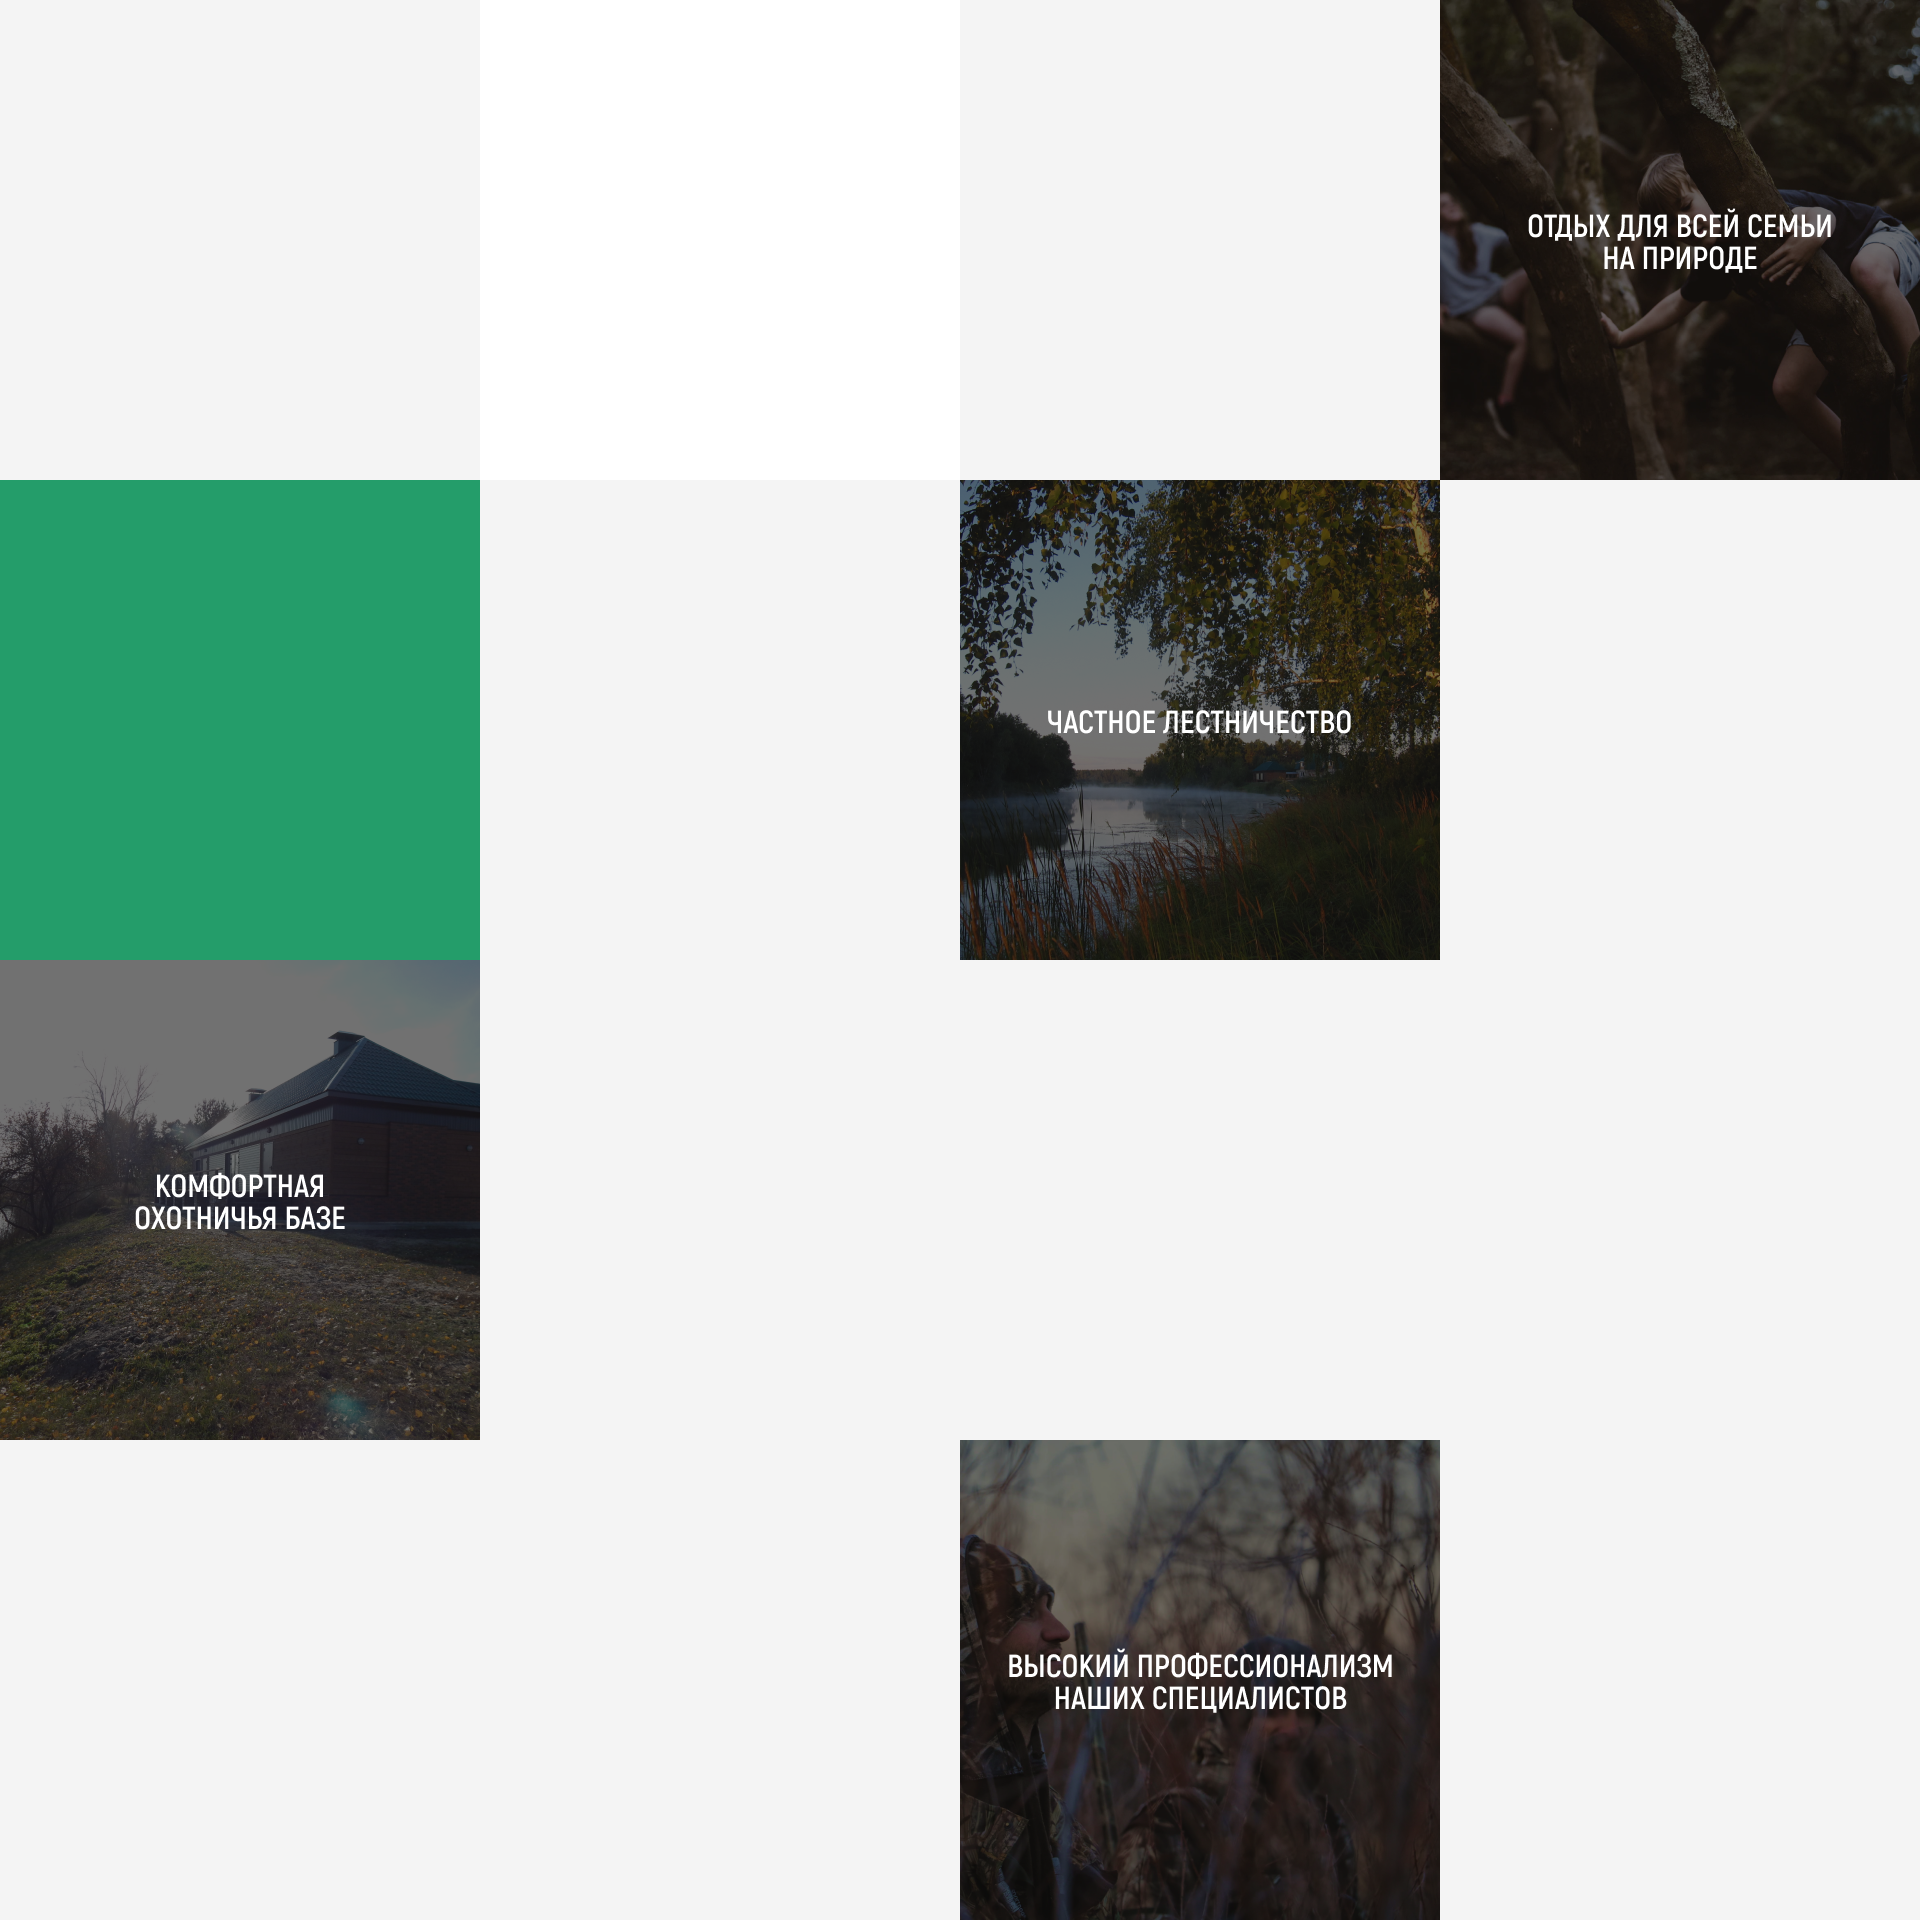 ОТДЫХ ДЛЯ ВСЕЙ СЕМЬИ
НА ПРИРОДЕ
ЧАСТНОЕ ЛЕСТНИЧЕСТВО
КОМФОРТНАЯ
ОХОТНИЧЬЯ БАЗЕ
ВЫСОКИЙ ПРОФЕССИОНАЛИЗМ
НАШИХ СПЕЦИАЛИСТОВ